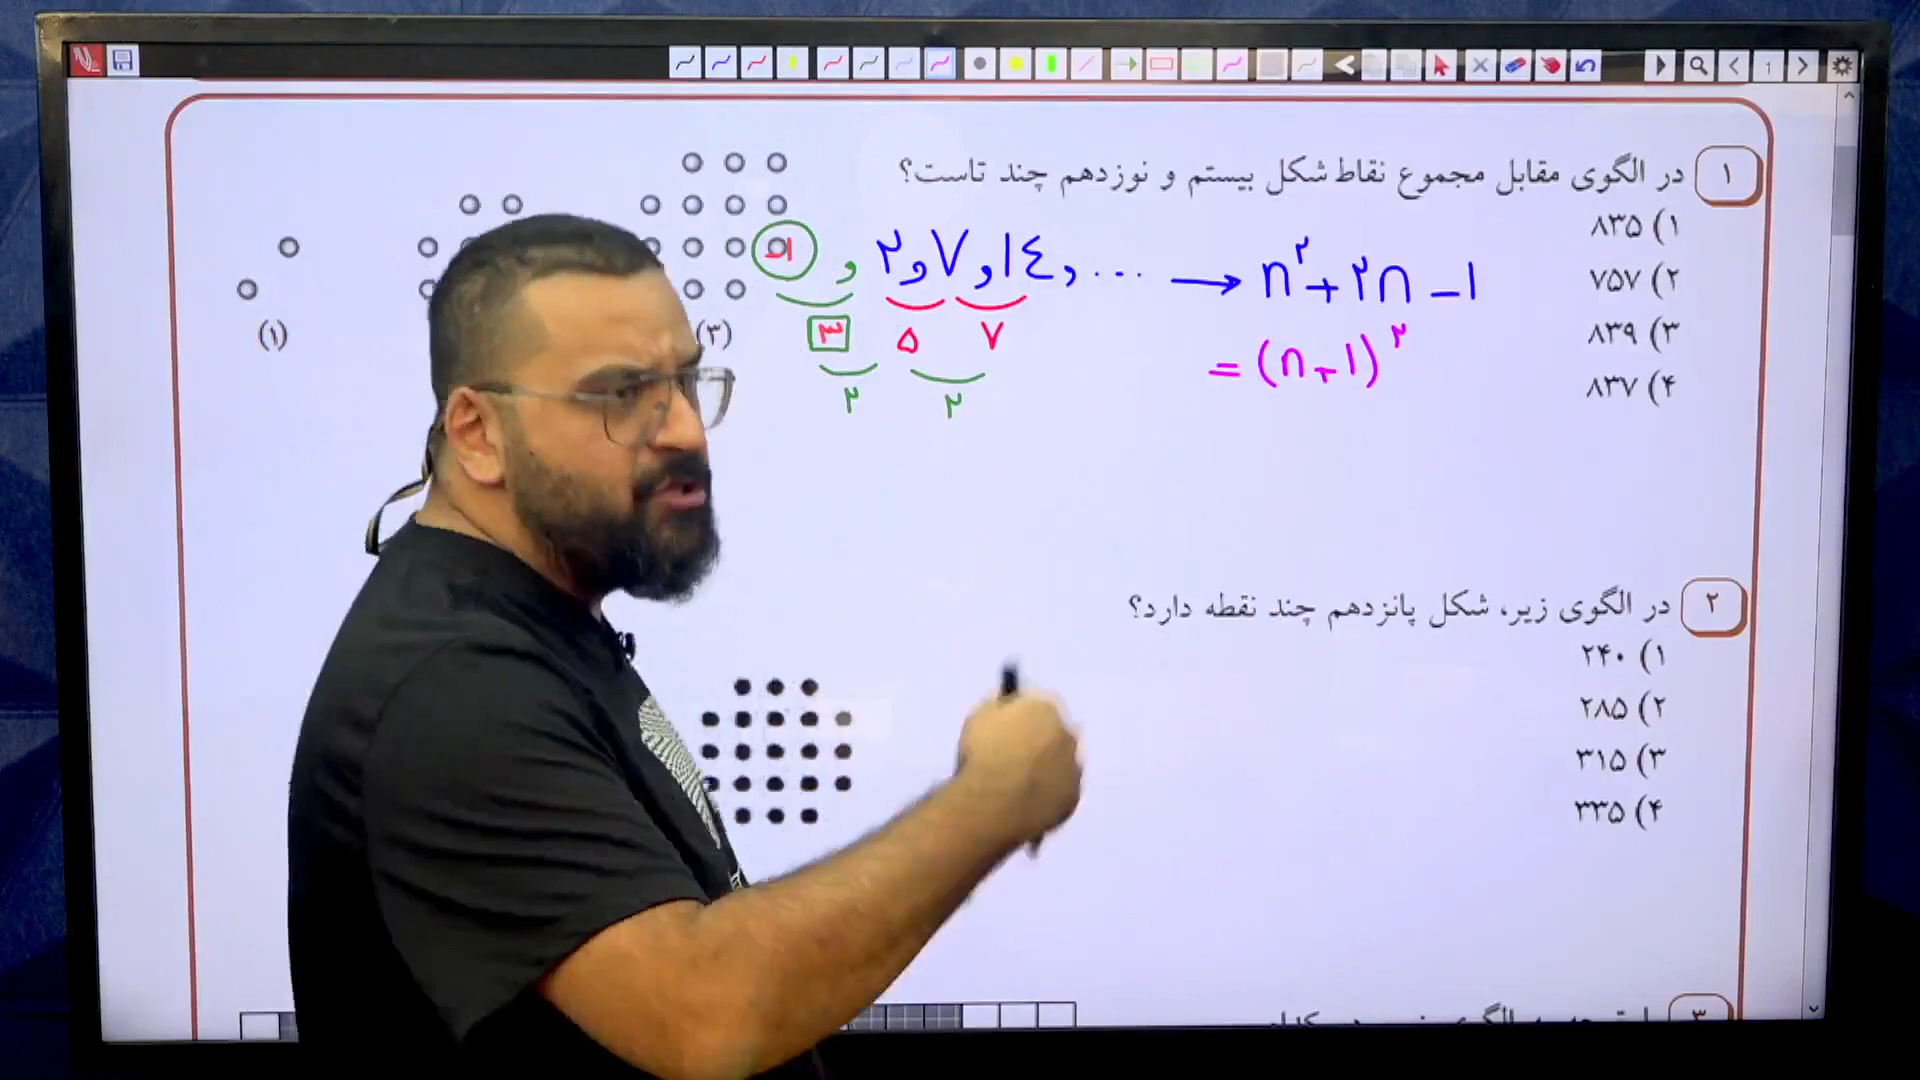 ۱ در الگوی مقابل مجموع نقاط شکل بیستم و نوزدهم چند تاست؟
۱) ۸۳۵
۲) ۷۵۷
۳) ۸۳۹
۴) ۸۳۷
(۱)
(۳)
-۱ , ۲ , ۷ , ۱۴ , ... → n² + ۲n - ۱
= (n+۱)²
۳ ۵ ۷
۲ ۲
۲ در الگوی زیر، شکل پانزدهم چند نقطه دارد؟
۱) ۲۴۰
۲) ۲۸۵
۳) ۳۱۵
۴) ۳۳۵
۳